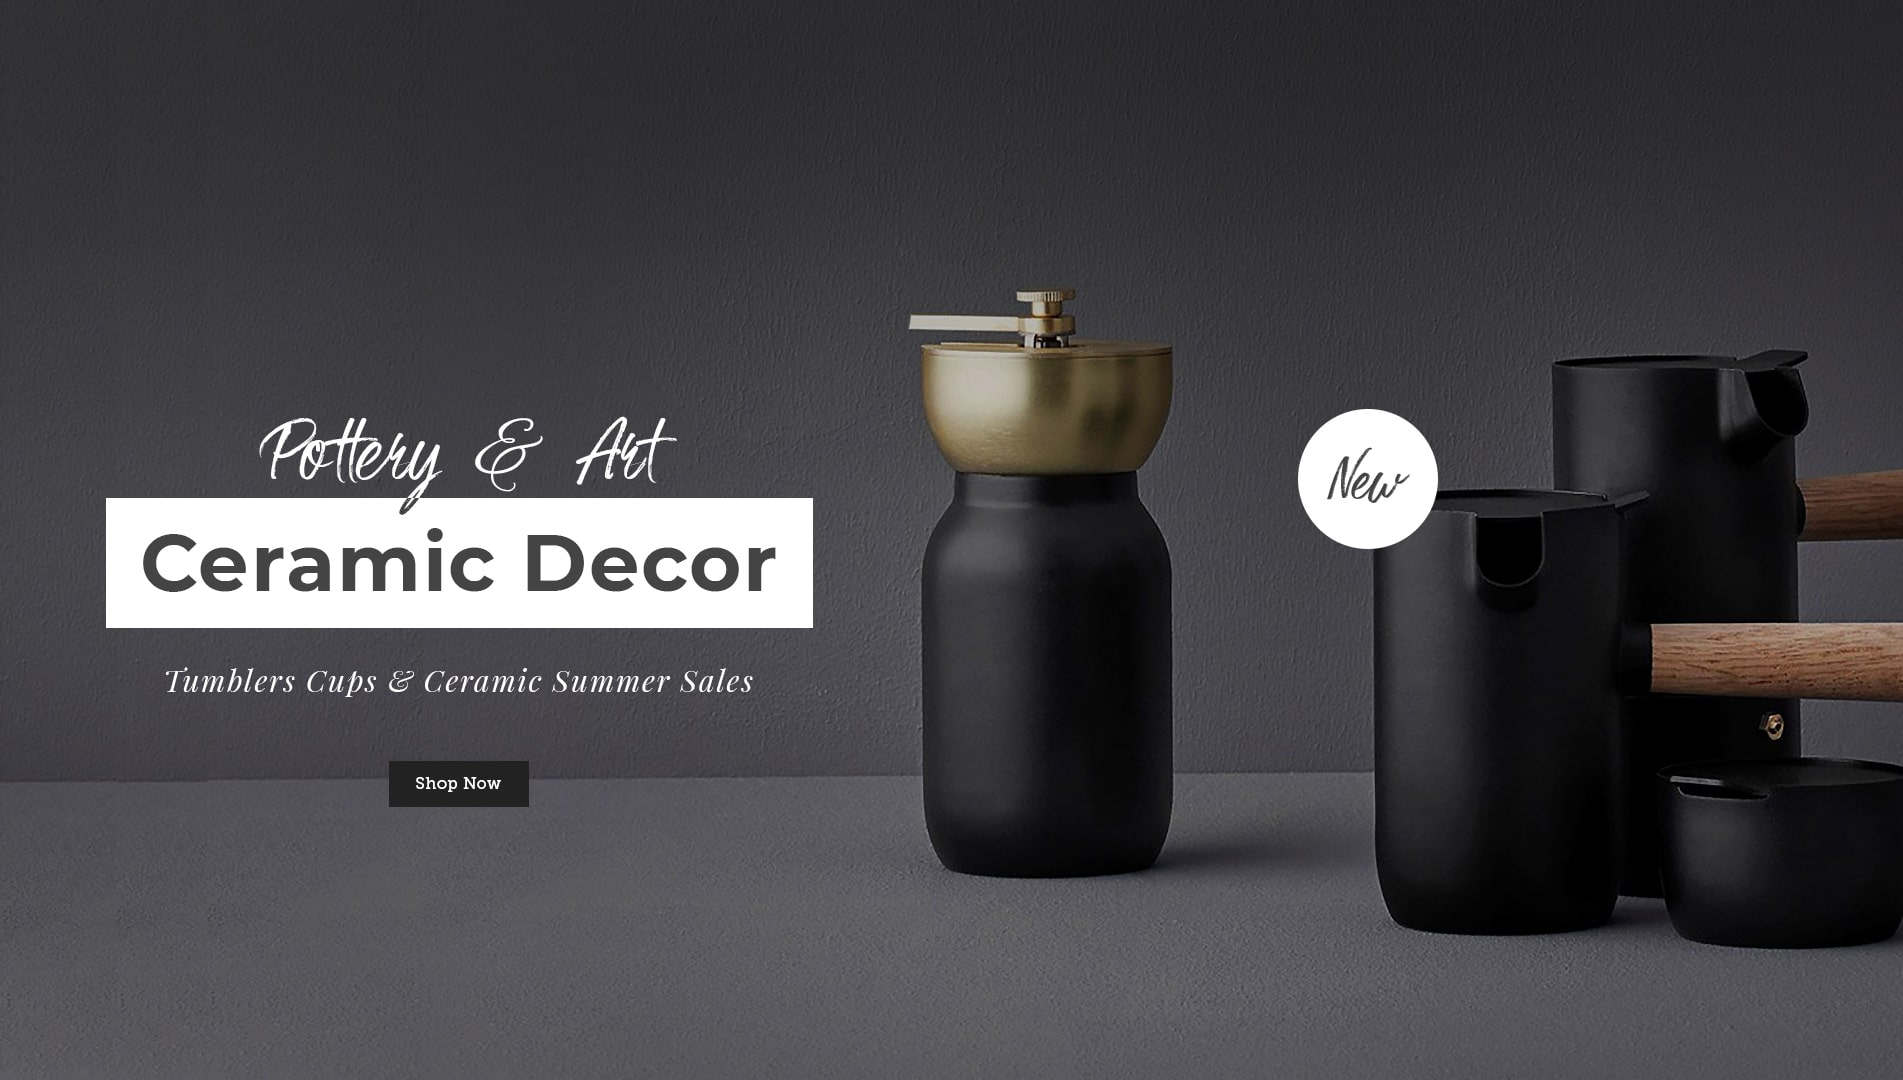 Pottery & Art
Ceramic Decor
Tumblers Cups & Ceramic Summer Sales
Shop Now
New